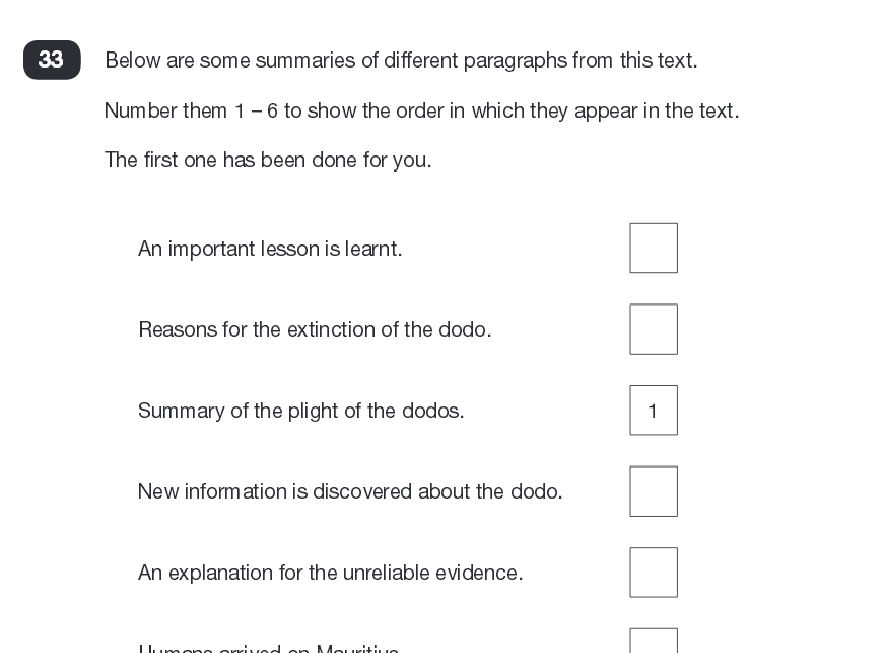 33 Below are some summaries of different paragraphs from this text.
Number them 1 – 6 to show the order in which they appear in the text.
The first one has been done for you.
An important lesson is learnt.
Reasons for the extinction of the dodo.
Summary of the plight of the dodos. 1
New information is discovered about the dodo.
An explanation for the unreliable evidence.
Humans arrived on Mauritius.